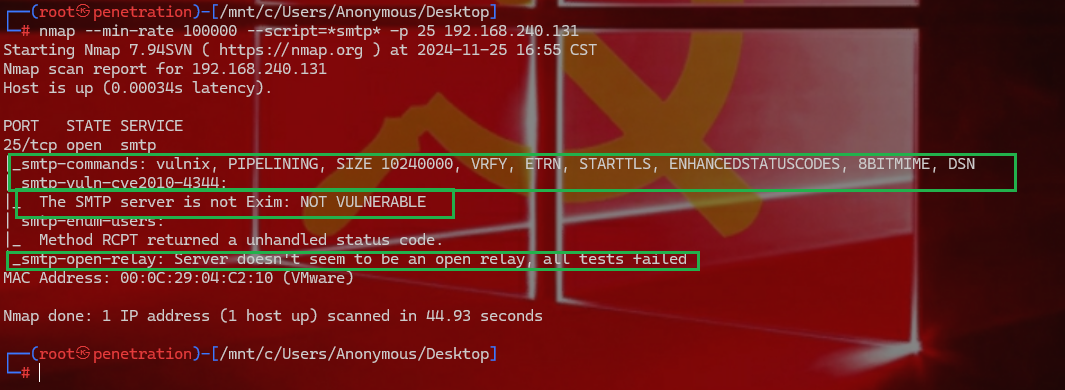 ┌──(root㉿penetration)-[/mnt/c/Users/Anonymous/Desktop]
└─# nmap --min-rate 100000 --script=*smtp* -p 25 192.168.240.131
Starting Nmap 7.94SVN ( https://nmap.org ) at 2024-11-25 16:55 CST
Nmap scan report for 192.168.240.131
Host is up (0.00034s latency).

PORT   STATE SERVICE
25/tcp open  smtp
|_smtp-commands: vulnix, PIPELINING, SIZE 10240000, VRFY, ETRN, STARTTLS, ENHANCEDSTATUSCODES, 8BITMIME, DSN
| smtp-vuln-cve2010-4344:
|_  The SMTP server is not Exim: NOT VULNERABLE
| smtp-enum-users:
|_  Method RCPT returned a unhandled status code.
|_smtp-open-relay: Server doesn't seem to be an open relay, all tests failed
MAC Address: 00:0C:29:04:C2:10 (VMware)

Nmap done: 1 IP address (1 host up) scanned in 44.93 seconds

┌──(root㉿penetration)-[/mnt/c/Users/Anonymous/Desktop]
└─#